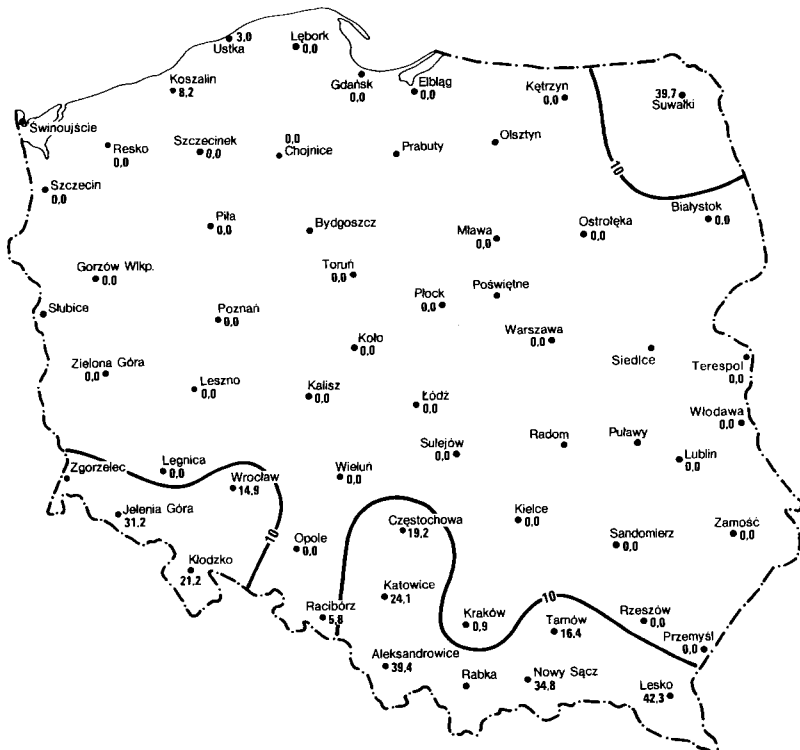 3,0
Ustka
Lębork
0,0
Koszalin
8,2
Gdańsk
0,0
Elbląg
0,0
Kętrzyn
0,0
39,7
Suwałki
Świnoujście
Resko
0,0
Szczecinek
0,0
0,0
Chojnice
Prabuty
Olsztyn
10
Szczecin
0,0
Piła
0,0
Bydgoszcz
Mława
0,0
Ostrołęka
0,0
Białystok
0,0
Gorzów Wlkp.
0,0
Toruń
0,0
Płock
0,0
Poświętne
Słubice
Poznań
0,0
Koło
0,0
Warszawa
0,0
Siedlce
Terespol
0,0
Zielona Góra
0,0
Leszno
0,0
Kalisz
0,0
Łódź
0,0
Włodawa
0,0
Sulejów
0,0
Radom
Puławy
Lublin
0,0
Zgorzelec
Legnica
0,0
Wrocław
14,9
Wieluń
0,0
Jelenia Góra
31,2
10
Opole
0,0
Częstochowa
19,2
Kielce
0,0
Sandomierz
0,0
Zamość
0,0
Kłodzko
21,2
Katowice
24,1
10
Racibórz
5,8
Kraków
0,9
Tarnów
16,4
Rzeszów
0,0
Przemyśl
0,0
Aleksandrowice
39,4
Rabka
Nowy Sącz
34,8
Lesko
42,3